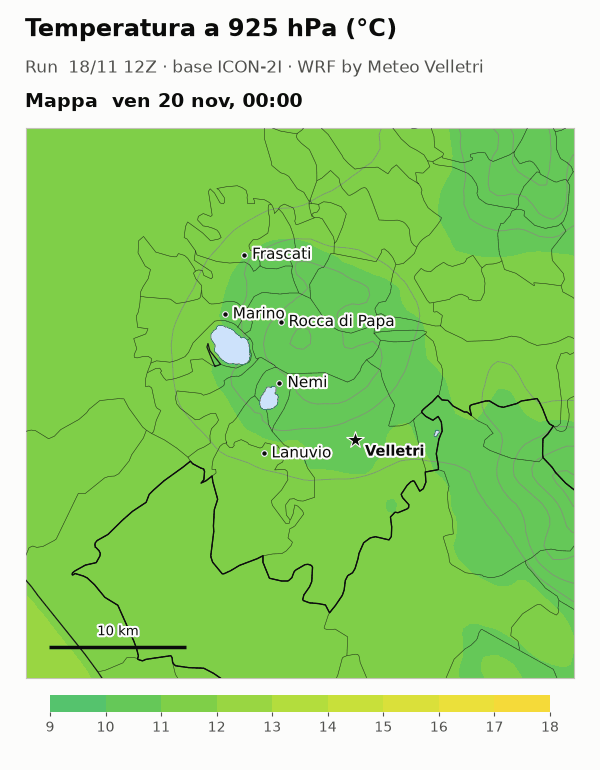 Temperatura a 925 hPa (°C)
Run  18/11 12Z · base ICON-2I · WRF by Meteo Velletri
Mappa  ven 20 nov, 00:00
Frascati
Marino
Rocca di Papa
Nemi
Velletri
Lanuvio
10 km
9 10 11 12 13 14 15 16 17 18